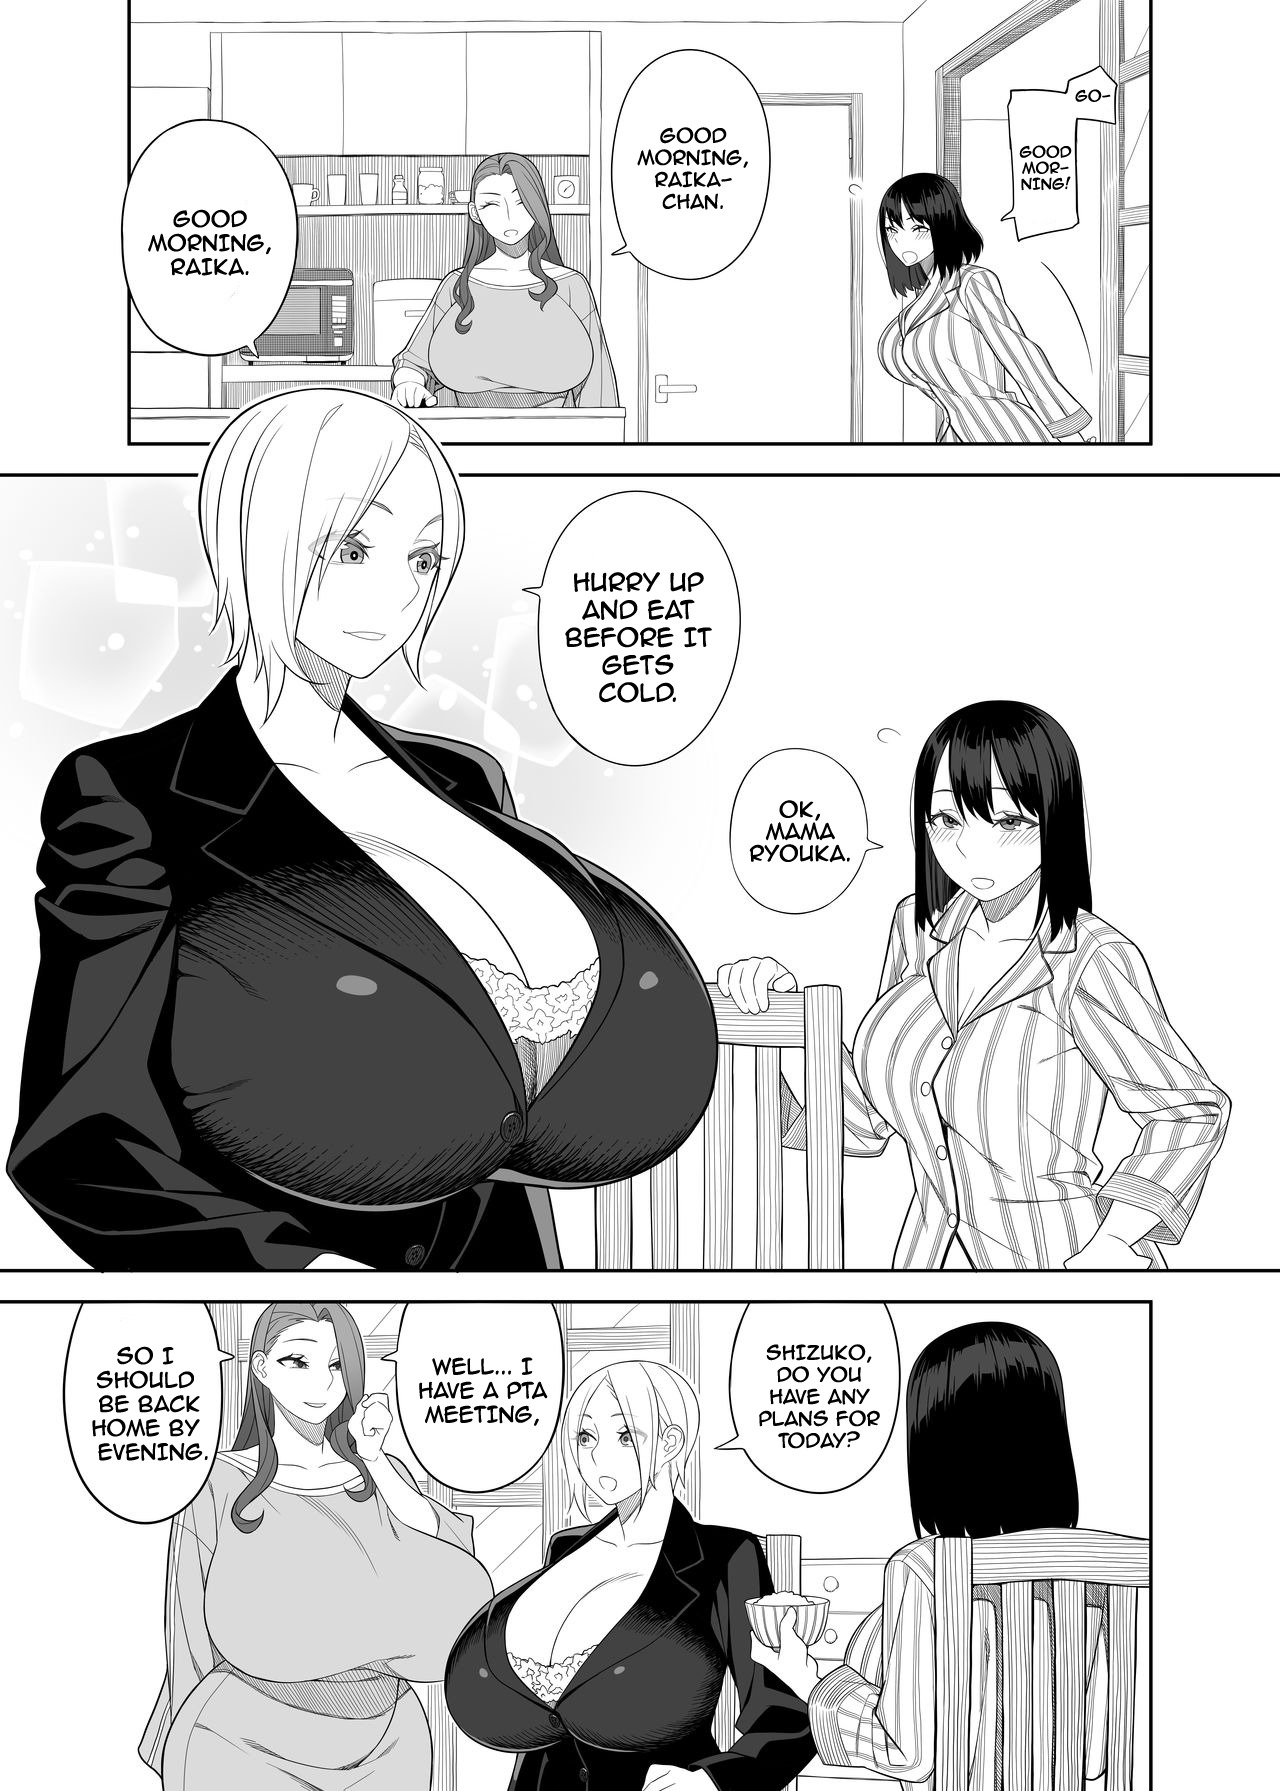 GO-
GOOD
MOR-
NING!
GOOD
MORNING,
RAIKA-
CHAN.
GOOD
MORNING,
RAIKA.
HURRY UP
AND EAT
BEFORE IT
GETS
COLD.
OK,
MAMA
RYOUKA.
SHIZUKO,
DO YOU
HAVE ANY
PLANS FOR
TODAY?
WELL... I
HAVE A PTA
MEETING,
SO I
SHOULD
BE BACK
HOME BY
EVENING.